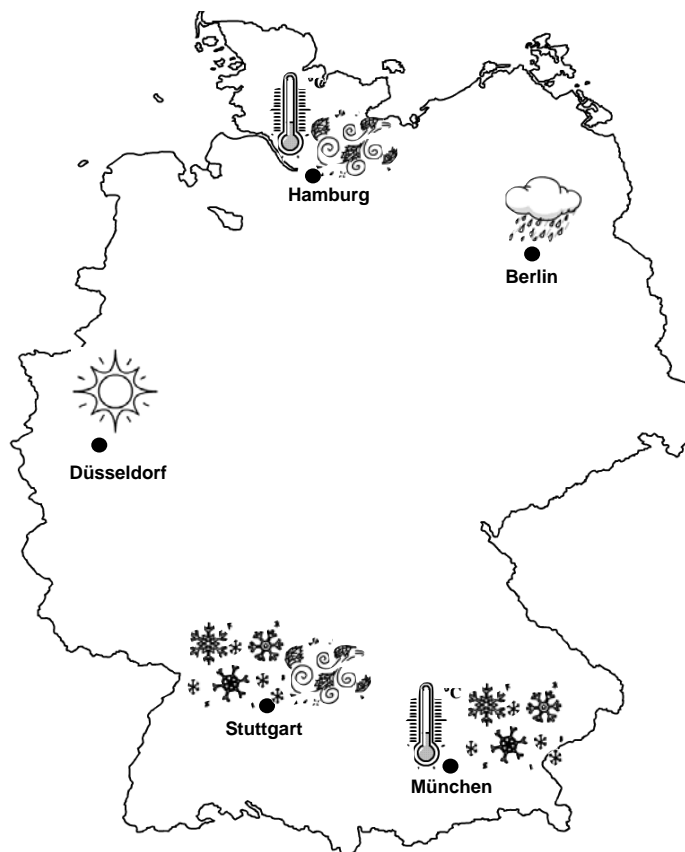 °C
Hamburg
Berlin
Düsseldorf
Stuttgart
°C
München